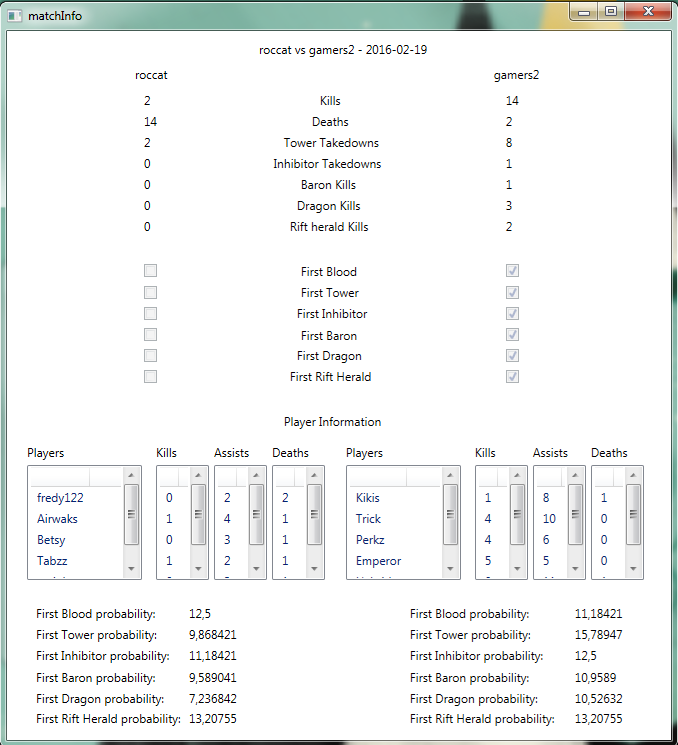 matchInfo
roccat vs gamers2 - 2016-02-19
roccat gamers2
2 Kills 14
14 Deaths 2
2 Tower Takedowns 8
0 Inhibitor Takedowns 1
0 Baron Kills 1
0 Dragon Kills 3
0 Rift herald Kills 2
First Blood
First Tower
First Inhibitor
First Baron
First Dragon
First Rift Herald
Player Information
Players Kills Assists Deaths Players Kills Assists Deaths
fredy122 0 2 2 Kikis 1 8 1
Airwaks 1 4 1 Trick 4 10 0
Betsy 0 3 1 Perkz 4 6 0
Tabzz 1 2 1 Emperor 5 5 0
First Blood probability: 12,5 First Blood probability: 11,18421
First Tower probability: 9,868421 First Tower probability: 15,78947
First Inhibitor probability: 11,18421 First Inhibitor probability: 12,5
First Baron probability: 9,589041 First Baron probability: 10,9589
First Dragon probability: 7,236842 First Dragon probability: 10,52632
First Rift Herald probability: 13,20755 First Rift Herald probability: 13,20755